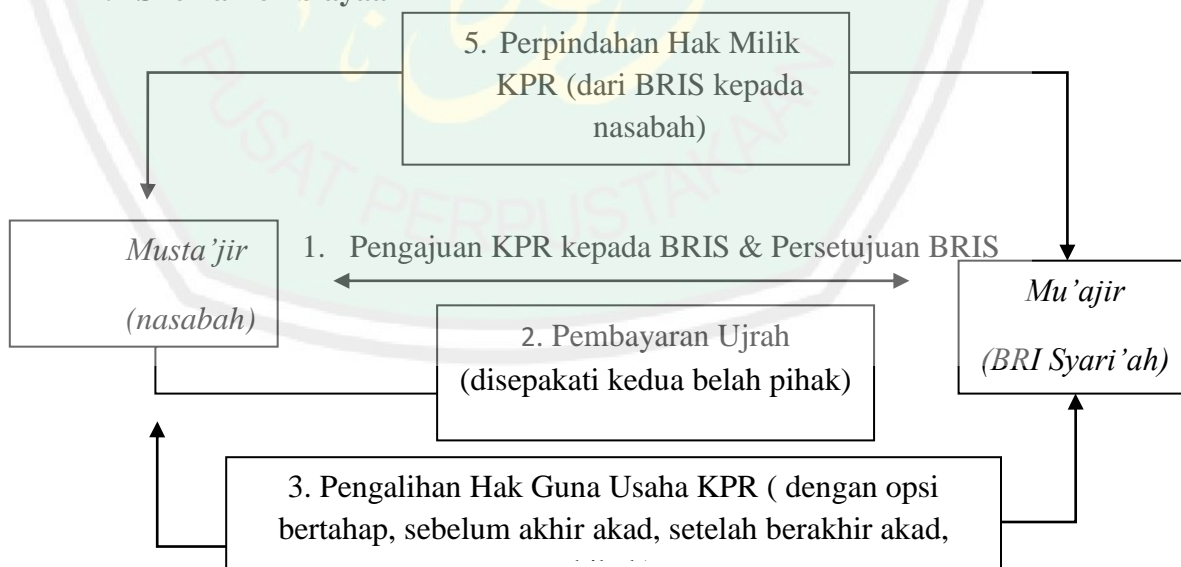 5. Perpindahan Hak Milik
KPR (dari BRIS kepada
nasabah)
PUSAT PERPUSTAKAAN
Musta’jir
(nasabah)
1. Pengajuan KPR kepada BRIS & Persetujuan BRIS
Mu’ajir
(BRI Syari’ah)
2. Pembayaran Ujrah
(disepakati kedua belah pihak)
3. Pengalihan Hak Guna Usaha KPR ( dengan opsi
bertahap, sebelum akhir akad, setelah berakhir akad,